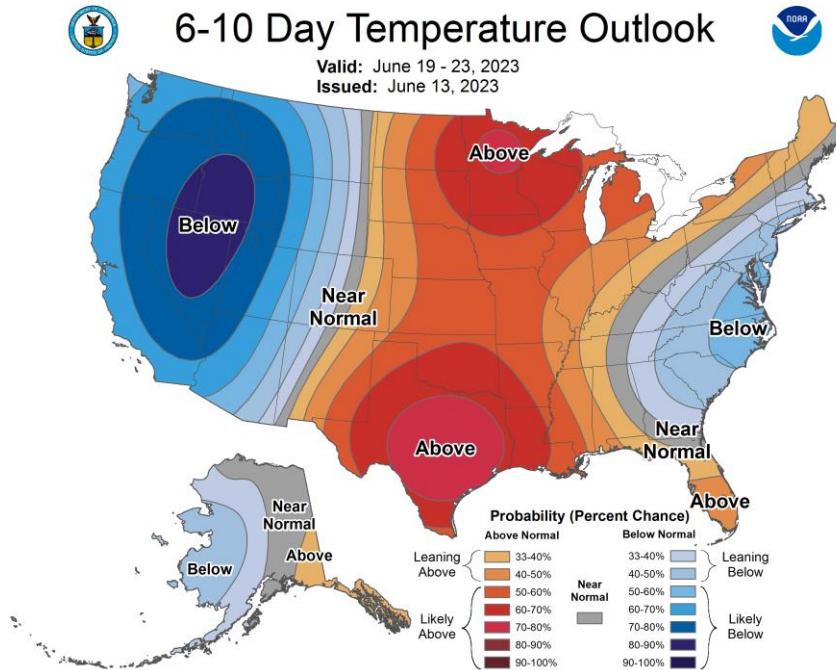 6-10 Day Temperature Outlook
Valid: June 19 - 23, 2023
Issued: June 13, 2023
NOAA
Above
Below
Near
Normal
Below
Above
Near
Normal
Above
Near
Normal
Above
Below
Probability (Percent Chance)
Above Normal
Below Normal
Leaning
Above
33-40%
40-50%
Likely
Above
50-60%
60-70%
70-80%
80-90%
90-100%
Near
Normal
33-40%
40-50%
Leaning
Below
50-60%
60-70%
70-80%
80-90%
90-100%
Likely
Below